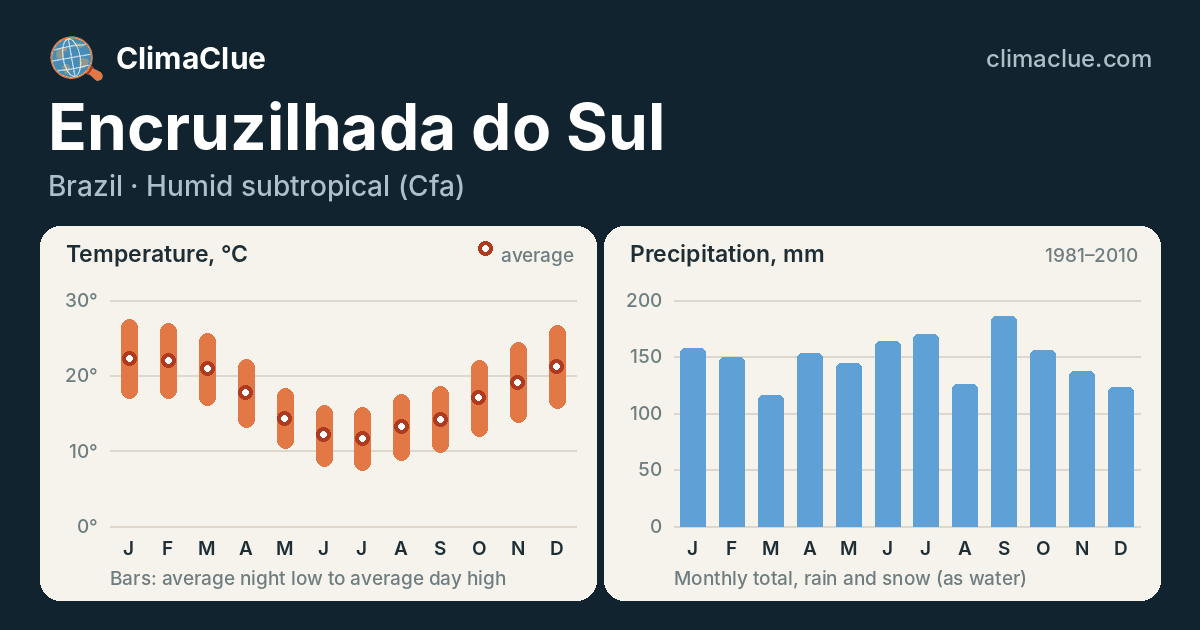 ClimaClue
climaclue.com
Encruzilhada do Sul
Brazil · Humid subtropical (Cfa)
Temperature, °C
average
30°
20°
10°
0°
J F M A M J J A S O N D
Bars: average night low to average day high
Precipitation, mm
1981–2010
200
150
100
50
0
J F M A M J J A S O N D
Monthly total, rain and snow (as water)